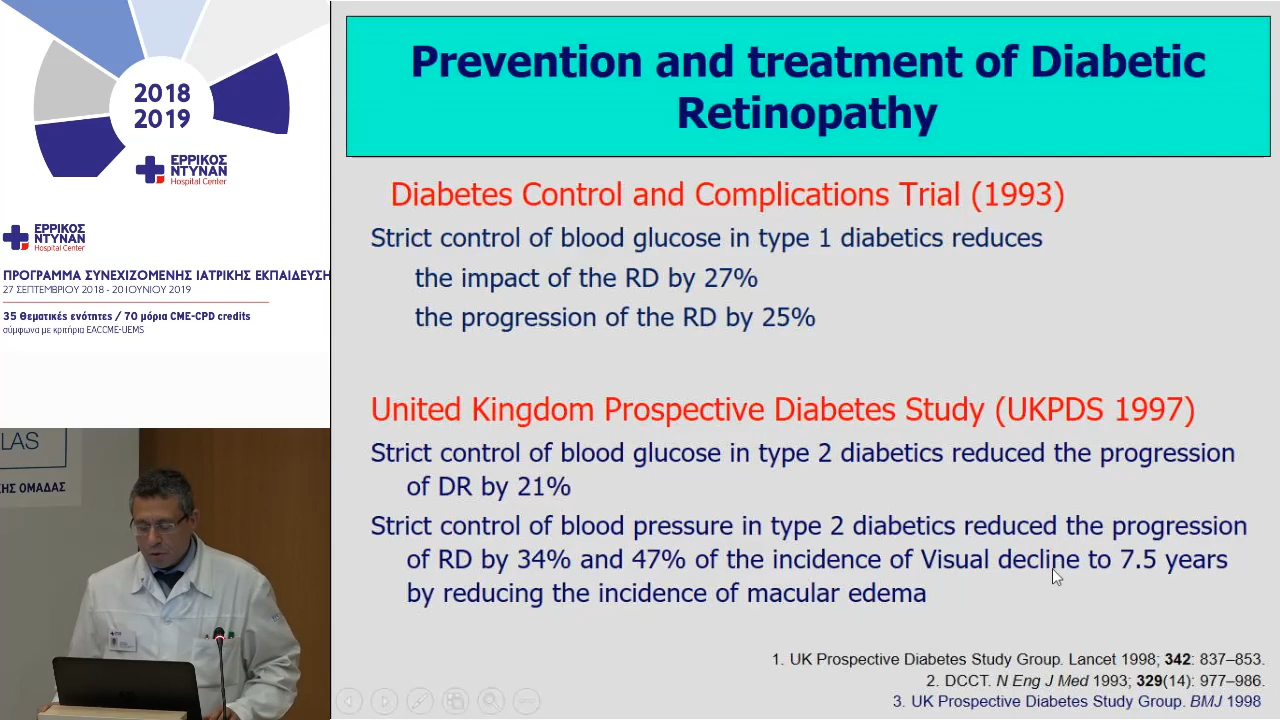 2018
2019
ΕΡΡΙΚΟΣ
ΝΤΥΝΑΝ
Hospital Center
ΕΡΡΙΚΟΣ
ΝΤΥΝΑΝ
Hospital Center
ΠΡΟΓΡΑΜΜΑ ΣΥΝΕΧΙΖΟΜΕΝΗΣ ΙΑΤΡΙΚΗΣ ΕΚΠΑΙΔΕΥΣΗ
27 ΣΕΠΤΕΜΒΡΙΟΥ 2018 - 20 ΙΟΥΝΙΟΥ 2019
35 Θεματικές ενότητες / 70 μόρια CME-CPD credits
σύμφωνα με κριτήρια EACCME-UEMS
LAS
ΗΣ ΟΜΑΔΑΣ
Prevention and treatment of Diabetic
Retinopathy
Diabetes Control and Complications Trial (1993)
Strict control of blood glucose in type 1 diabetics reduces
the impact of the RD by 27%
the progression of the RD by 25%
United Kingdom Prospective Diabetes Study (UKPDS 1997)
Strict control of blood glucose in type 2 diabetics reduced the progression
of DR by 21%
Strict control of blood pressure in type 2 diabetics reduced the progression
of RD by 34% and 47% of the incidence of Visual decline to 7.5 years
by reducing the incidence of macular edema
1. UK Prospective Diabetes Study Group. Lancet 1998; 342: 837–853.
2. DCCT. N Eng J Med 1993; 329(14): 977–986.
3. UK Prospective Diabetes Study Group. BMJ 1998